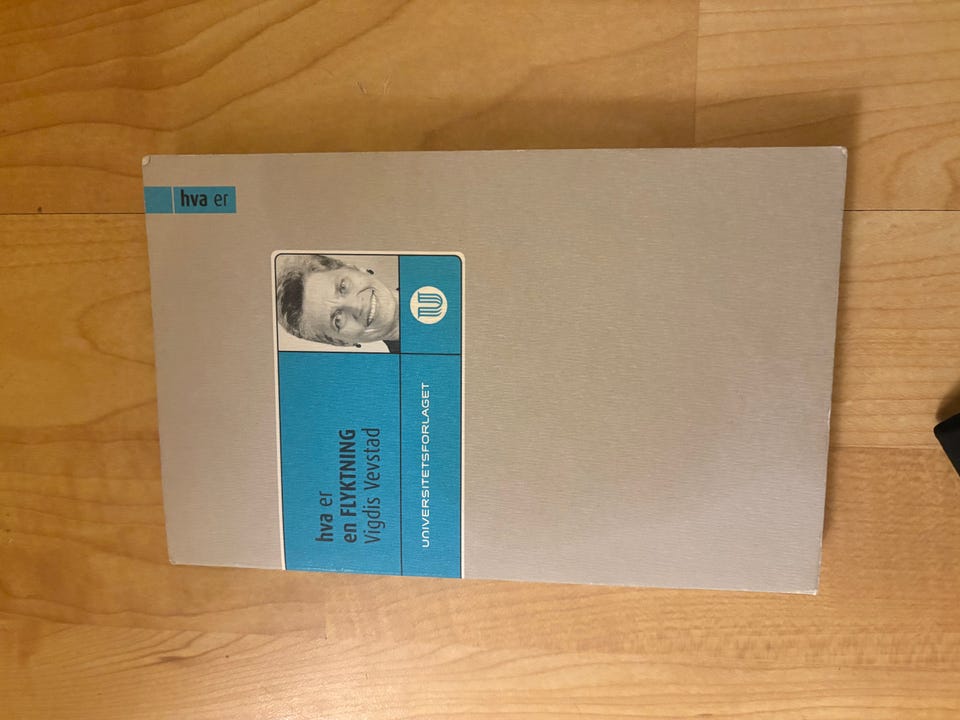 hva er
hva er
en FLYKTNING
Vigdis Vevstad
UNIVERSITETSFORLAGET